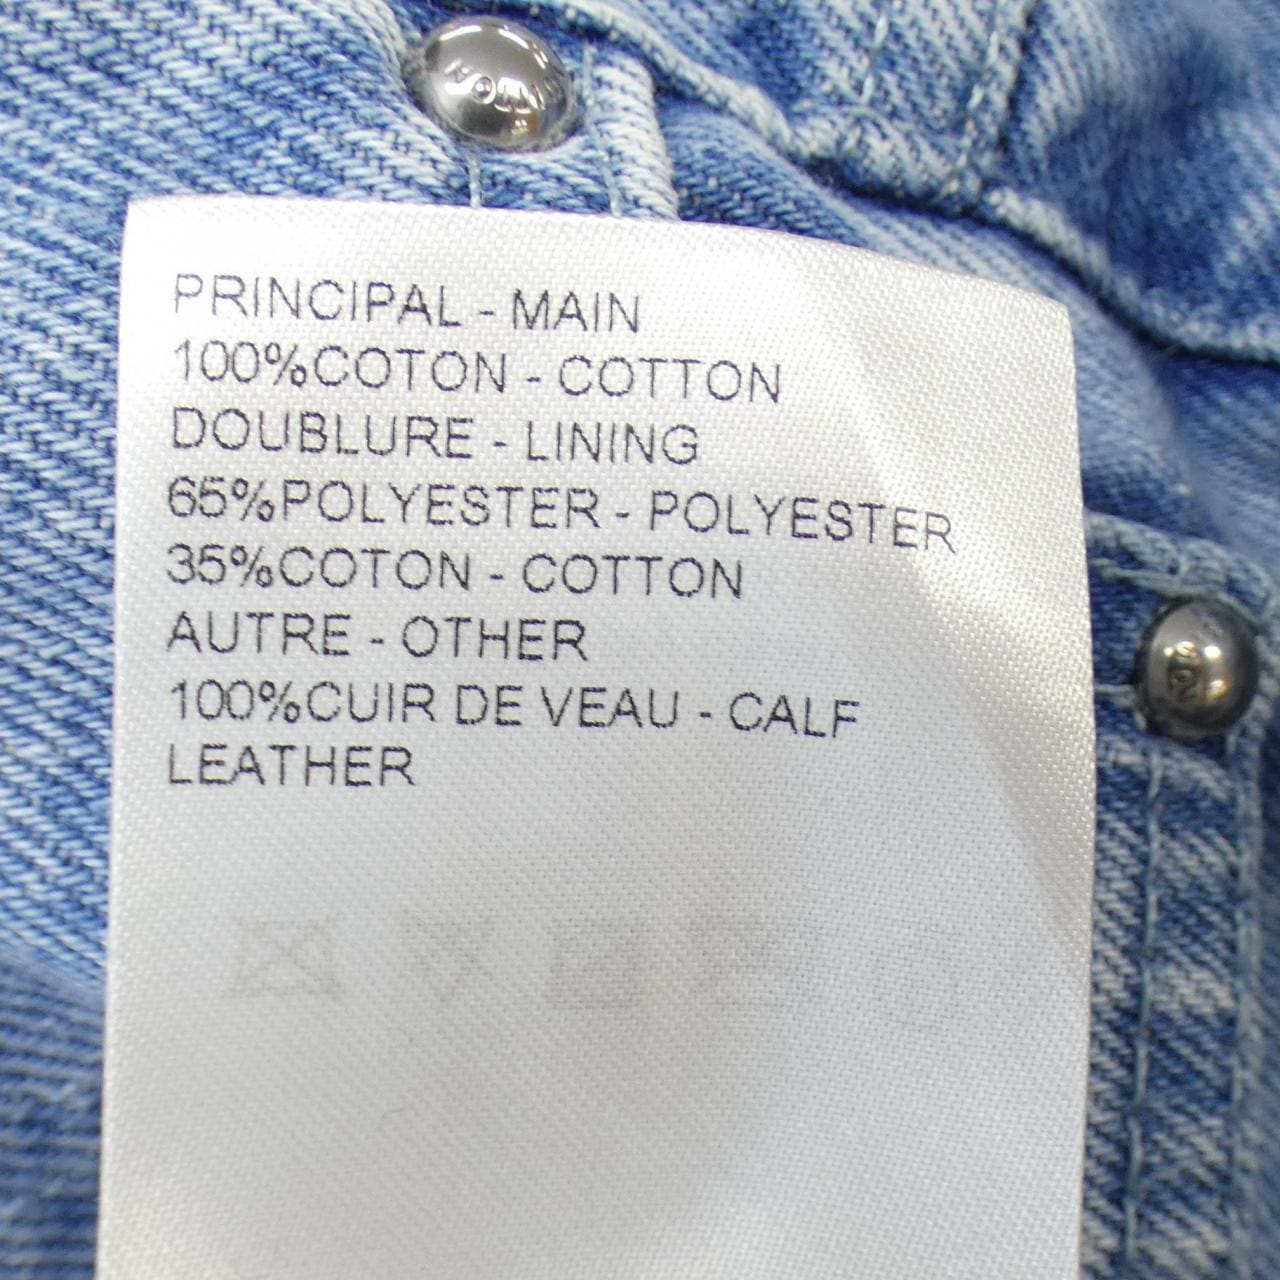 PRINCIPAL - MAIN
100%COTON - COTTON
DOUBLURE - LINING
65%POLYESTER - POLYESTER
35%COTON - COTTON
AUTRE - OTHER
100%CUIR DE VEAU - CALF
LEATHER